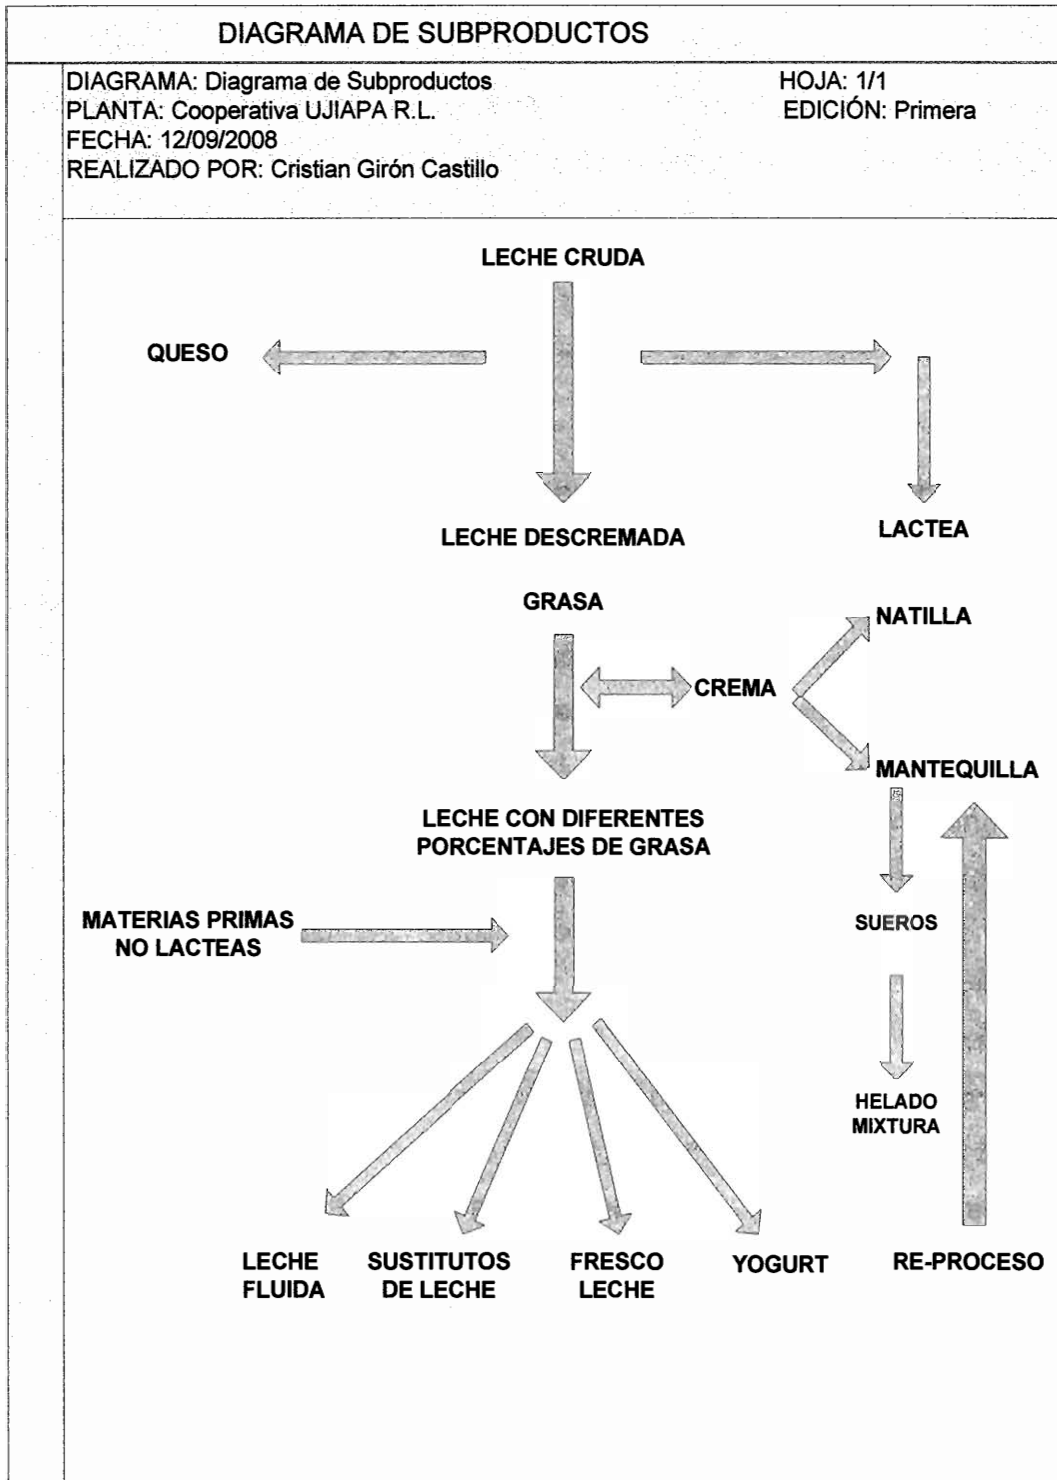 DIAGRAMA DE SUBPRODUCTOS
DIAGRAMA: Diagrama de Subproductos
HOJA: 1/1
PLANTA: Cooperativa UJIAPA R.L.
EDICIÓN: Primera
FECHA: 12/09/2008
REALIZADO POR: Cristian Girón Castillo
LECHE CRUDA
QUESO
LECHE DESCREMADA
LACTEA
GRASA
NATILLA
CREMA
MANTEQUILLA
LECHE CON DIFERENTES
PORCENTAJES DE GRASA
MATERIAS PRIMAS
NO LACTEAS
SUEROS
HELADO
MIXTURA
LECHE
FLUIDA
SUSTITUTOS
DE LECHE
FRESCO
LECHE
YOGURT
RE-PROCESO